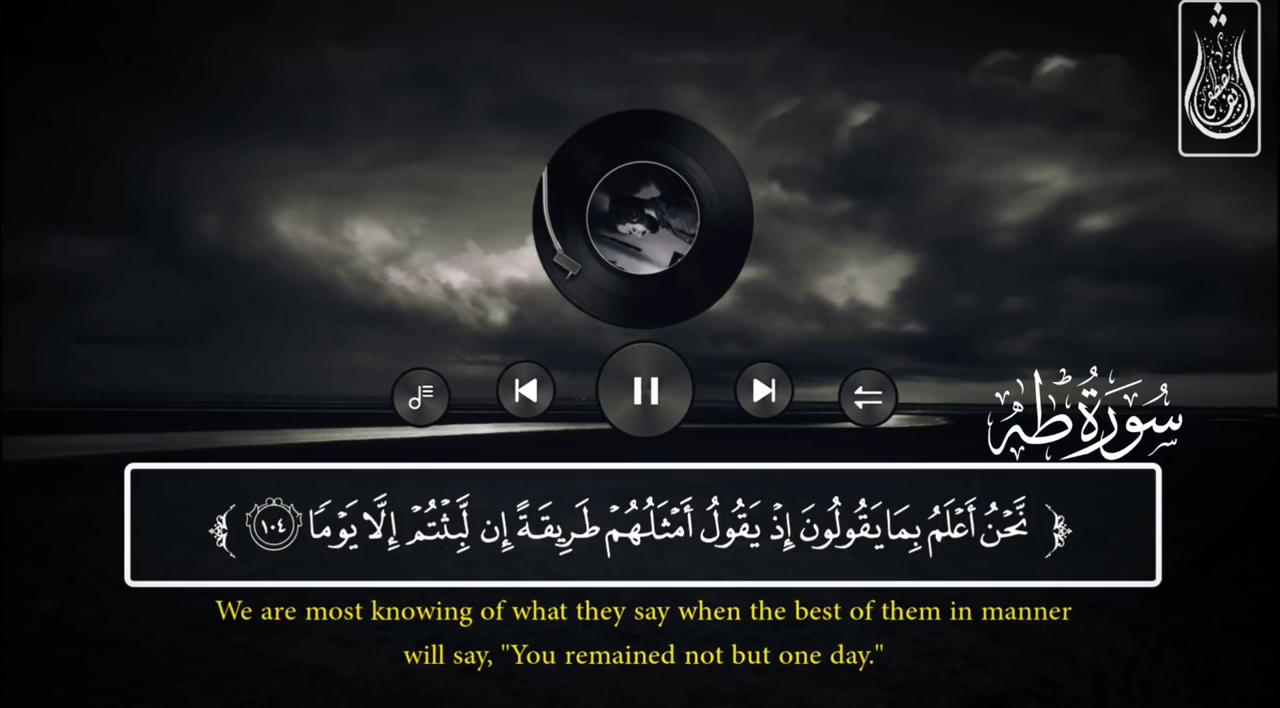 سُورَةُ طه
نَّحْنُ أَعْلَمُ بِمَا يَقُولُونَ إِذْ يَقُولُ أَمْثَلُهُمْ طَرِيقَةً إِن لَّبِثْتُمْ إِلَّا يَوْمًا ١٠٤
We are most knowing of what they say when the best of them in manner
will say, "You remained not but one day."